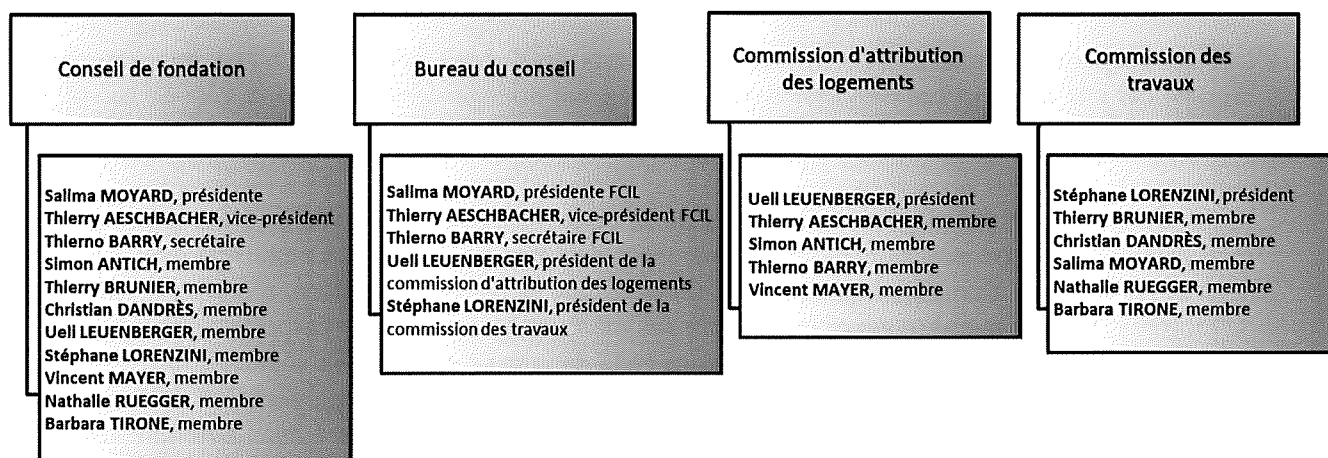 Conseil de fondation
Salima MOYARD, présidente
Thierry AESCHBACHER, vice-président
Thierno BARRY, secrétaire
Simon ANTICH, membre
Thierry BRUNIER, membre
Christian DANDRÈS, membre
Ueli LEUENBERGER, membre
Stéphane LORENZINI, membre
Vincent MAYER, membre
Nathalie RUEGGER, membre
Barbara TIRONE, membre
Bureau du conseil
Salima MOYARD, présidente FCIL
Thierry AESCHBACHER, vice-président FCIL
Thierno BARRY, secrétaire FCIL
Ueli LEUENBERGER, président de la
commission d'attribution des logements
Stéphane LORENZINI, président de la
commission des travaux
Commission d'attribution
des logements
Ueli LEUENBERGER, président
Thierry AESCHBACHER, membre
Simon ANTICH, membre
Thierno BARRY, membre
Vincent MAYER, membre
Commission des
travaux
Stéphane LORENZINI, président
Thierry BRUNIER, membre
Christian DANDRÈS, membre
Salima MOYARD, membre
Nathalie RUEGGER, membre
Barbara TIRONE, membre